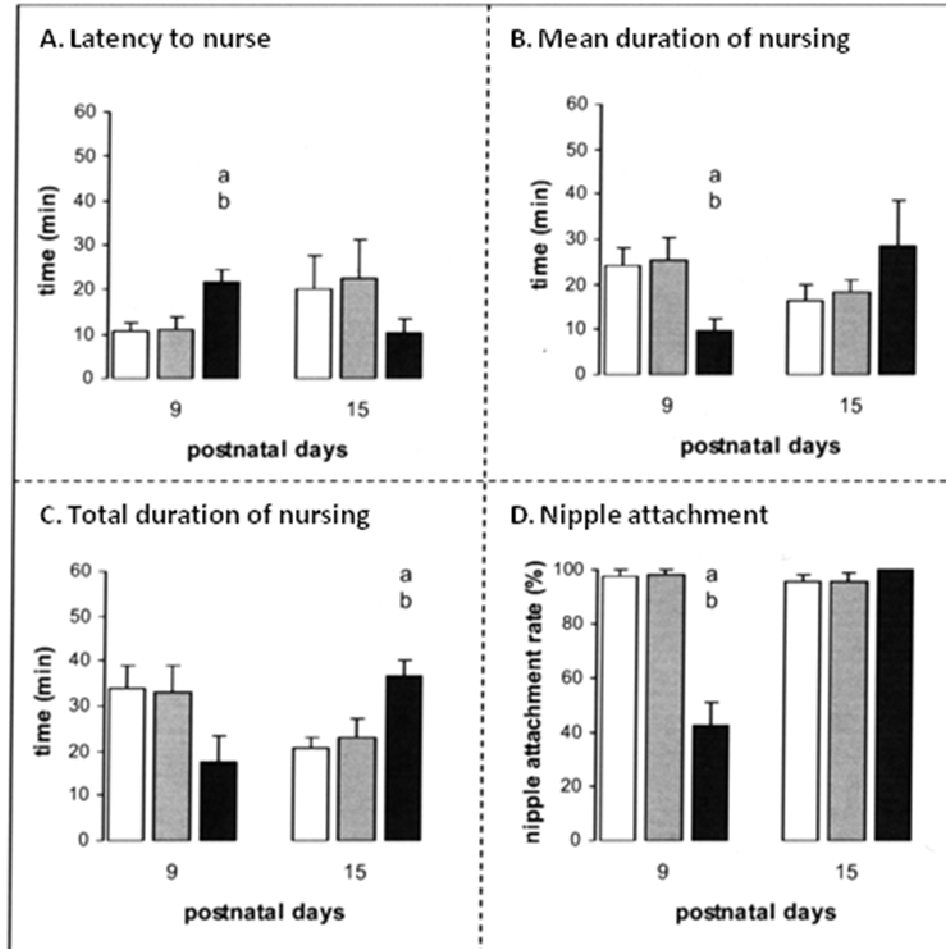 A. Latency to nurse
60
50
40
30
20
10
0
time (min)
a
b
9
15
postnatal days
B. Mean duration of nursing
60
50
40
30
20
10
0
time (min)
a
b
9
15
postnatal days
C. Total duration of nursing
60
50
40
30
20
10
0
time (min)
a
b
9
15
postnatal days
D. Nipple attachment
100
80
60
40
20
0
nipple attachment rate (%)
a
b
9
15
postnatal days